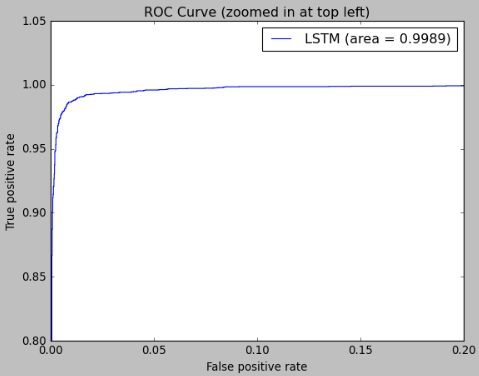 ROC Curve (zoomed in at top left)
LSTM (area = 0.9989)
True positive rate
1.05
1.00
0.95
0.90
0.85
0.80
0.00 0.05 0.10 0.15 0.20
False positive rate